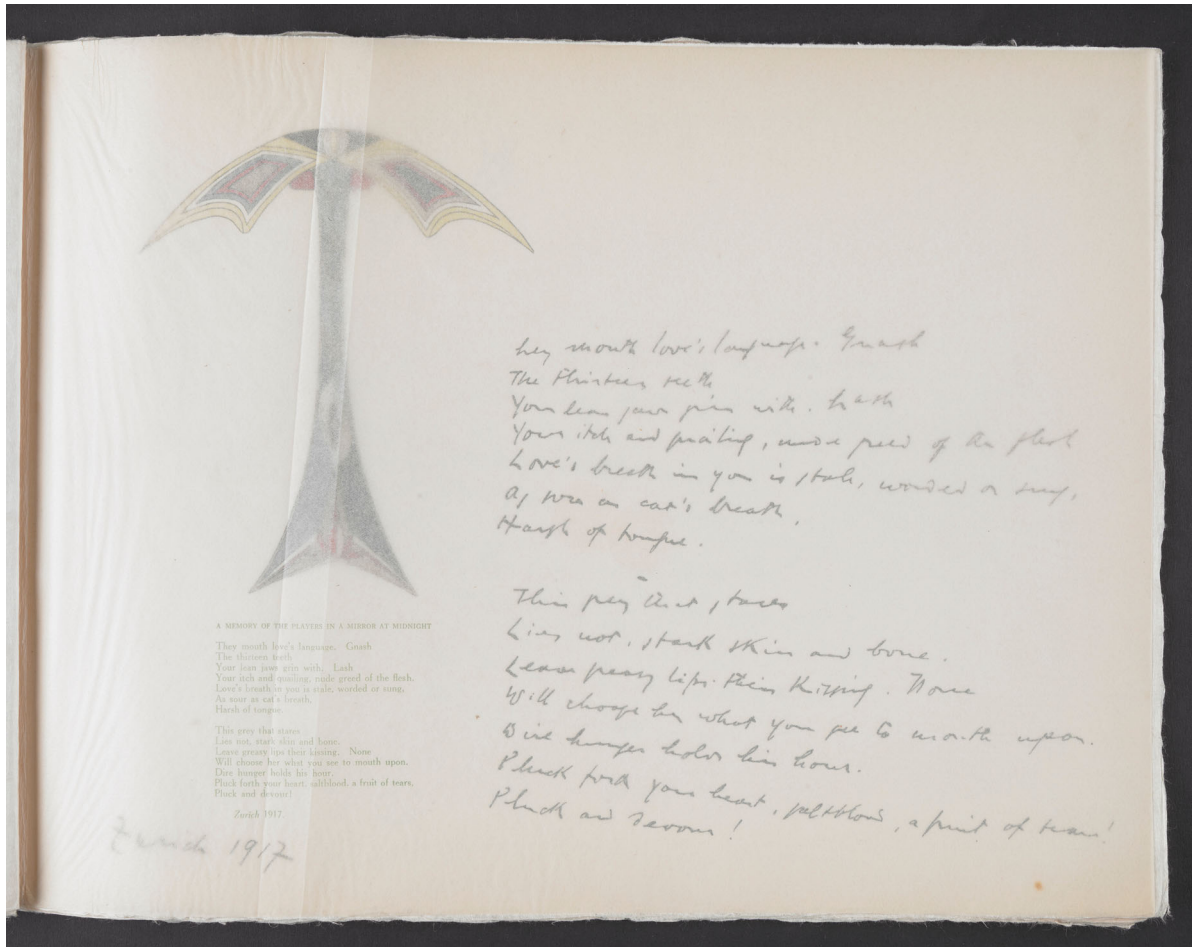 A MEMORY OF THE PLAYERS IN A MIRROR AT MIDNIGHT
They mouth love's language. Gnash
The thirteen teeth
Your lean jaws grin with. Lash
Your itch and quailing, nude greed of the flesh.
Love's breath in you is stale, worded or sung,
As sour as cat's breath,
Harsh of tongue.
This grey that stares
Lies not, stark skin and bone.
Leave greasy lips their kissing. None
Will choose her what you see to mouth upon.
Dire hunger holds his hour.
Pluck forth your heart, saltblood, a fruit of tears,
Pluck and devour!
Zurich 1917
hey mouth love's language. Gnash
The thirteen teeth
Your lean jaws grin with. Lash
Your itch and quailing, nude greed of the flesh
Love's breath in you is stale, worded or sung,
As sour as cat's breath,
Harsh of tongue.
This grey that stares
Lies not, stark skin and bone.
Leave greasy lips their kissing. None
Will choose her what you see to mouth upon.
Dire hunger holds his hour.
Pluck forth your heart, saltblood, a fruit of tears!
Pluck and devour!
Zurich 1917